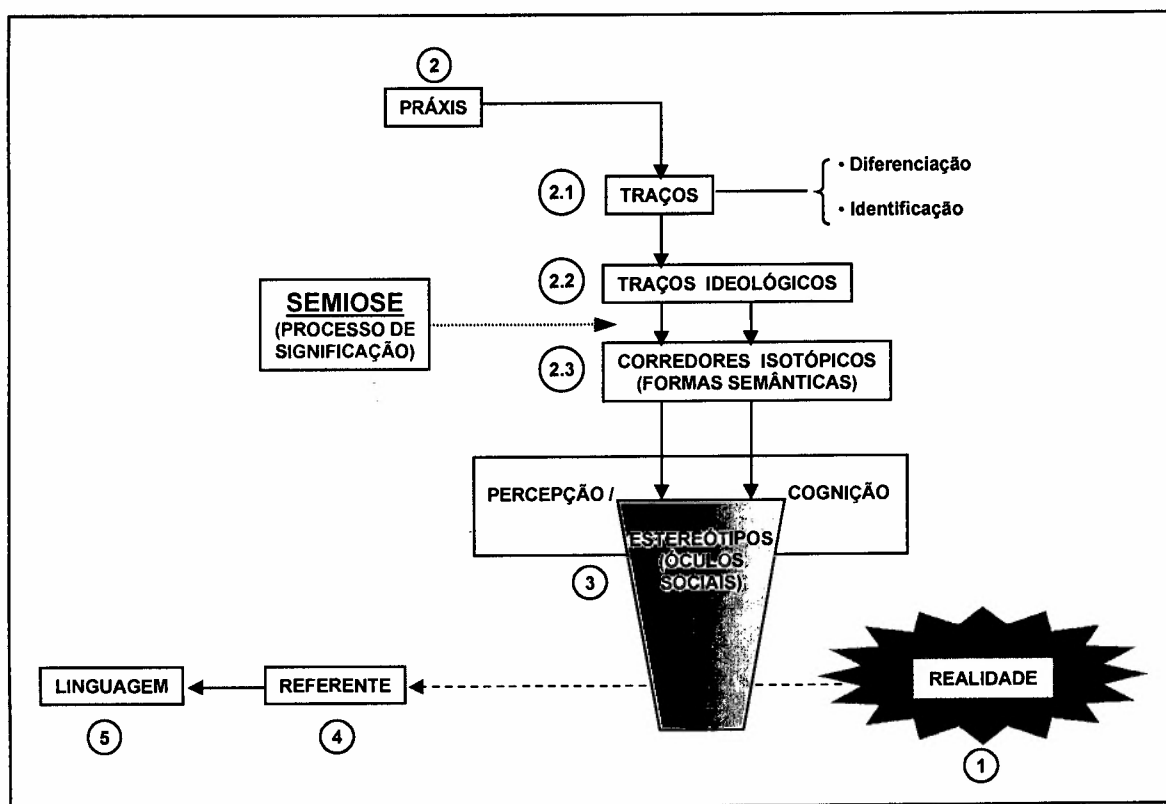 2
PRÁXIS
2.1
TRAÇOS
• Diferenciação
• Identificação
2.2
TRAÇOS IDEOLÓGICOS
SEMIOSE
(PROCESSO DE
SIGNIFICAÇÃO)
2.3
CORREDORES ISOTÓPICOS
(FORMAS SEMÂNTICAS)
PERCEPÇÃO /
COGNIÇÃO
ESTEREÓTIPOS
(ÓCULOS
SOCIAIS)
3
LINGUAGEM
REFERENTE
REALIDADE
5
4
1